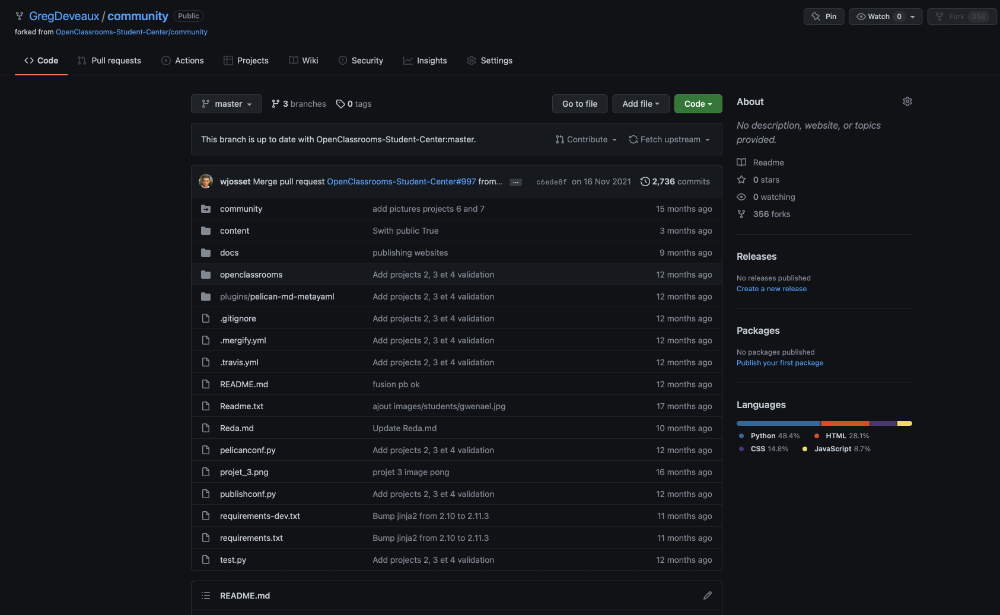 GregDeveaux / community Public
Pin Watch 0 Fork 356
forked from OpenClassrooms-Student-Center/community
<> Code Pull requests Actions Projects Wiki Security Insights Settings
master 3 branches 0 tags Go to file Add file Code
This branch is up to date with OpenClassrooms-Student-Center:master. Contribute Fetch upstream
wjosset Merge pull request OpenClassrooms-Student-Center#997 from... ... c6ede8f on 16 Nov 2021 2,736 commits
community add pictures projects 6 and 7 15 months ago
content Swith public True 3 months ago
docs publishing websites 9 months ago
openclassrooms Add projects 2, 3 et 4 validation 12 months ago
plugins/pelican-md-metayaml Add projects 2, 3 et 4 validation 12 months ago
.gitignore Add projects 2, 3 et 4 validation 12 months ago
.mergify.yml Add projects 2, 3 et 4 validation 12 months ago
.travis.yml Add projects 2, 3 et 4 validation 12 months ago
README.md fusion pb ok 12 months ago
Readme.txt ajout images/students/gwenael.jpg 17 months ago
Reda.md Update Reda.md 10 months ago
pelicanconf.py Add projects 2, 3 et 4 validation 12 months ago
projet_3.png projet 3 image pong 16 months ago
publishconf.py Add projects 2, 3 et 4 validation 12 months ago
requirements-dev.txt Bump jinja2 from 2.10 to 2.11.3 11 months ago
requirements.txt Bump jinja2 from 2.10 to 2.11.3 11 months ago
test.py Add projects 2, 3 et 4 validation 12 months ago
README.md
About
No description, website, or topics
provided.
Readme
0 stars
0 watching
356 forks
Releases
No releases published
Create a new release
Packages
No packages published
Publish your first package
Languages
Python 48.4% HTML 28.1%
CSS 14.8% JavaScript 8.7%